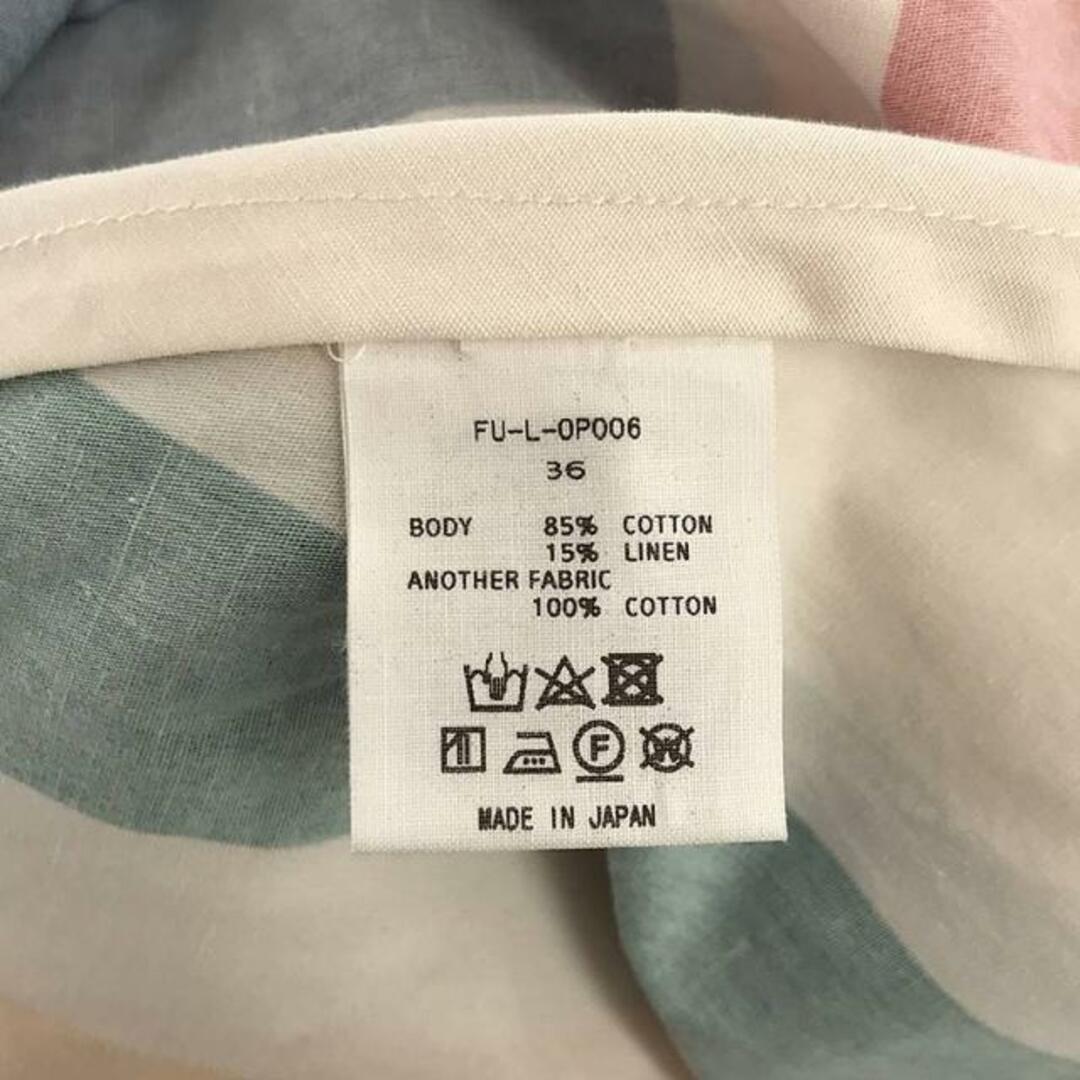 FU-L-OP006
36
BODY 85% COTTON
15% LINEN
ANOTHER FABRIC
100% COTTON
F W
MADE IN JAPAN